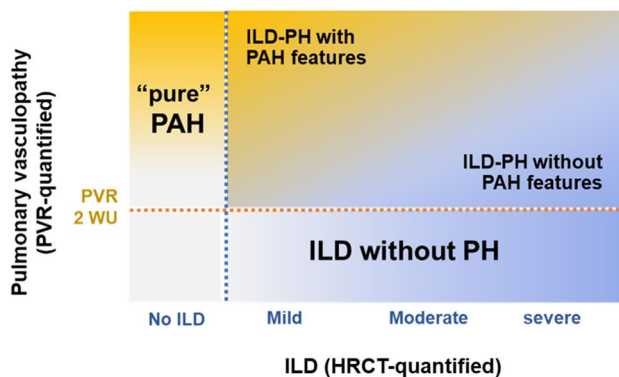 Pulmonary vasculopathy
(PVR-quantified)
ILD-PH with
PAH features
“pure”
PAH
ILD-PH without
PAH features
PVR
2 WU
ILD without PH
No ILD
Mild
Moderate
severe
ILD (HRCT-quantified)